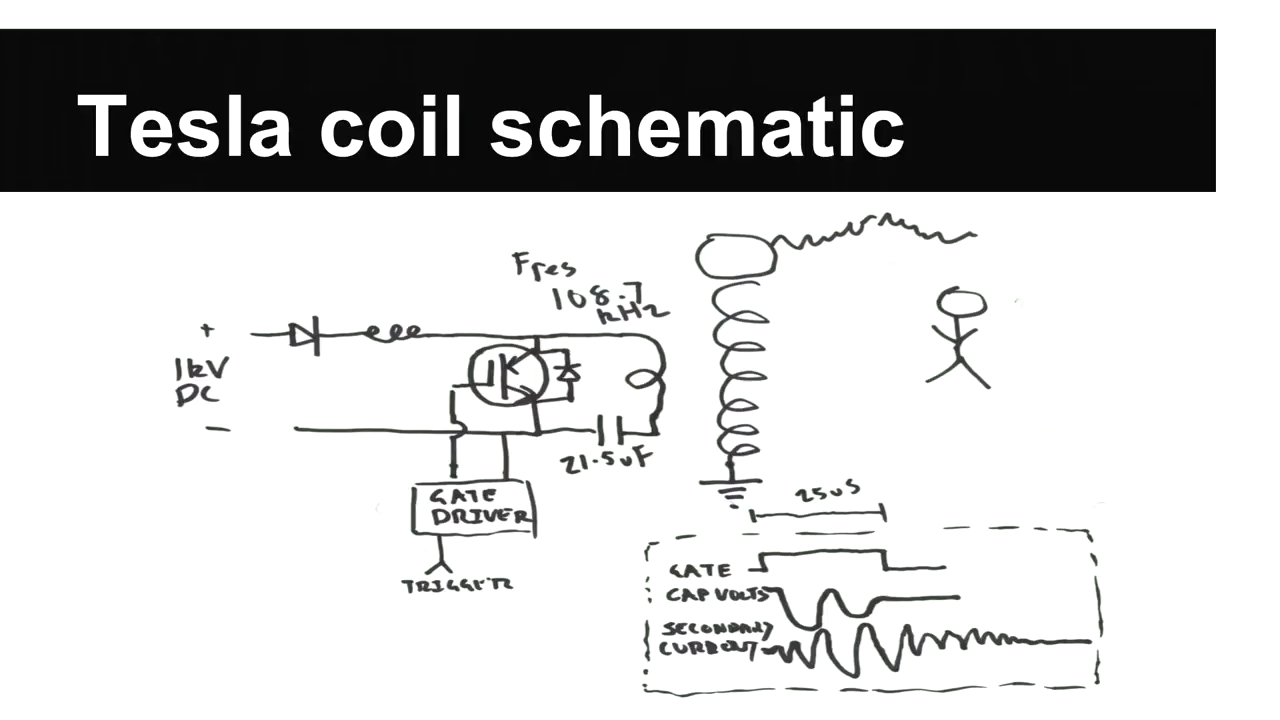 Tesla coil schematic
Fres
108.7
kHz
+
1kV
DC
-
21.5uF
GATE
DRIVER
TRIGGER
25uS
GATE
CAP VOLTS
SECONDARY
CURRENT